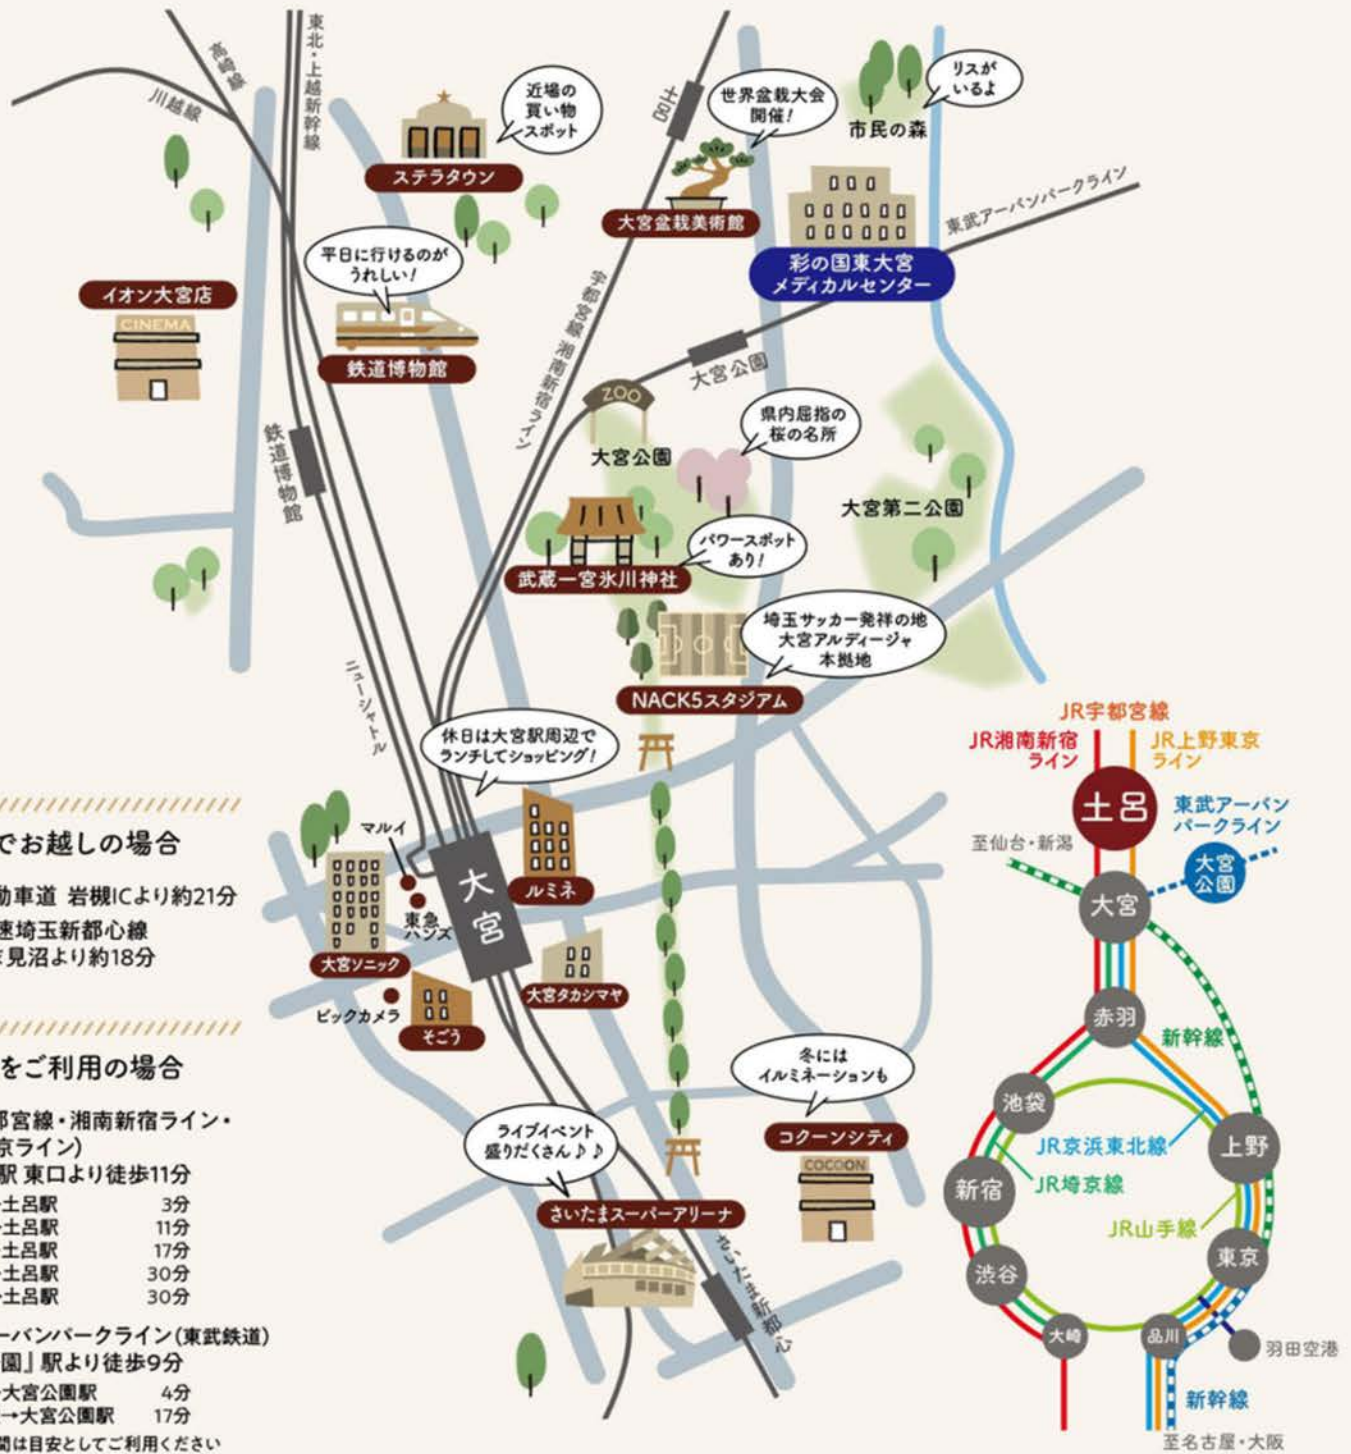 東北・上越新幹線
高崎線
川越線
近場の
買い物
スポット
ステラタウン
土呂
世界盆栽大会
開催!
大宮盆栽美術館
リスが
いるよ
市民の森
東武アーバンパークライン
彩の国東大宮
メディカルセンター
平日に行けるのが
うれしい!
鉄道博物館
イオン大宮店
CINEMA
宇都宮線 湘南新宿ライン
大宮公園
ZOO
大宮公園
県内屈指の
桜の名所
鉄道博物館
大宮第二公園
パワースポット
あり!
武蔵一宮氷川神社
埼玉サッカー発祥の地
大宮アルディージャ
本拠地
NACK5スタジアム
ニューシャトル
休日は大宮駅周辺で
ランチしてショッピング!
マルイ
大宮
ルミネ
東急
ハンズ
大宮ソニック
大宮タカシマヤ
ビックカメラ
そごう
冬には
イルミネーションも
コクーンシティ
COCOON
ライブイベント
盛りだくさん♪♪
さいたまスーパーアリーナ
さいたま新都心
でお越しの場合
動車道 岩槻ICより約21分
速埼玉新都心線
見沼より約18分
をご利用の場合
都宮線・湘南新宿ライン・
京ライン)
駅 東口より徒歩11分
土呂駅 3分
土呂駅 11分
土呂駅 17分
土呂駅 30分
土呂駅 30分
ーバンパークライン(東武鉄道)
園』駅より徒歩9分
大宮公園駅 4分
→大宮公園駅 17分
間は目安としてご利用ください
JR宇都宮線
JR湘南新宿
ライン
JR上野東京
ライン
土呂
東武アーバン
パークライン
至仙台・新潟
大宮
公園
大宮
赤羽
新幹線
池袋
JR京浜東北線
上野
新宿
JR埼京線
JR山手線
東京
渋谷
大崎
品川
羽田空港
新幹線
至名古屋・大阪